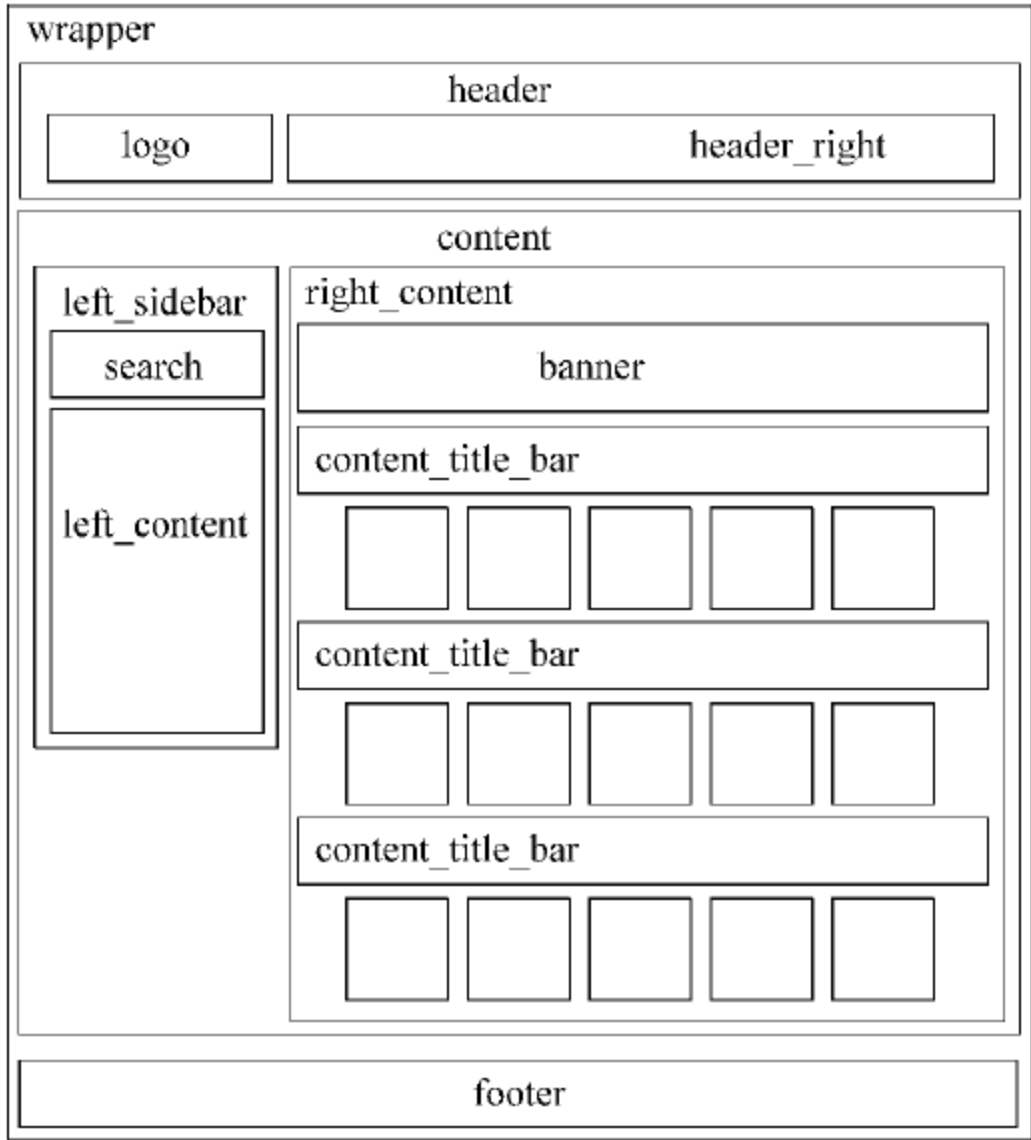 wrapper
header
logo
header_right
content
left_sidebar
search
left_content
right_content
banner
content_title_bar
content_title_bar
content_title_bar
footer